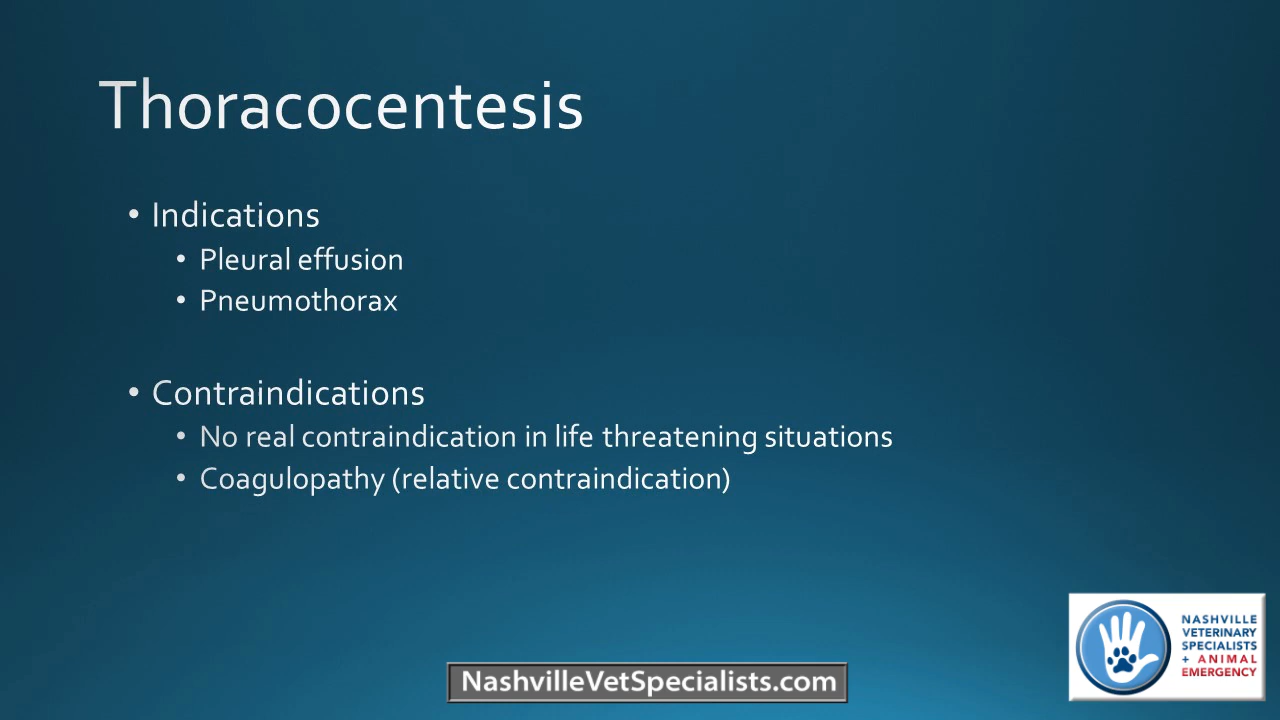 Thoracocentesis
• Indications
• Pleural effusion
• Pneumothorax
• Contraindications
• No real contraindication in life threatening situations
• Coagulopathy (relative contraindication)
NASHVILLE
VETERINARY
SPECIALISTS
+ ANIMAL
EMERGENCY
NashvilleVetSpecialists.com